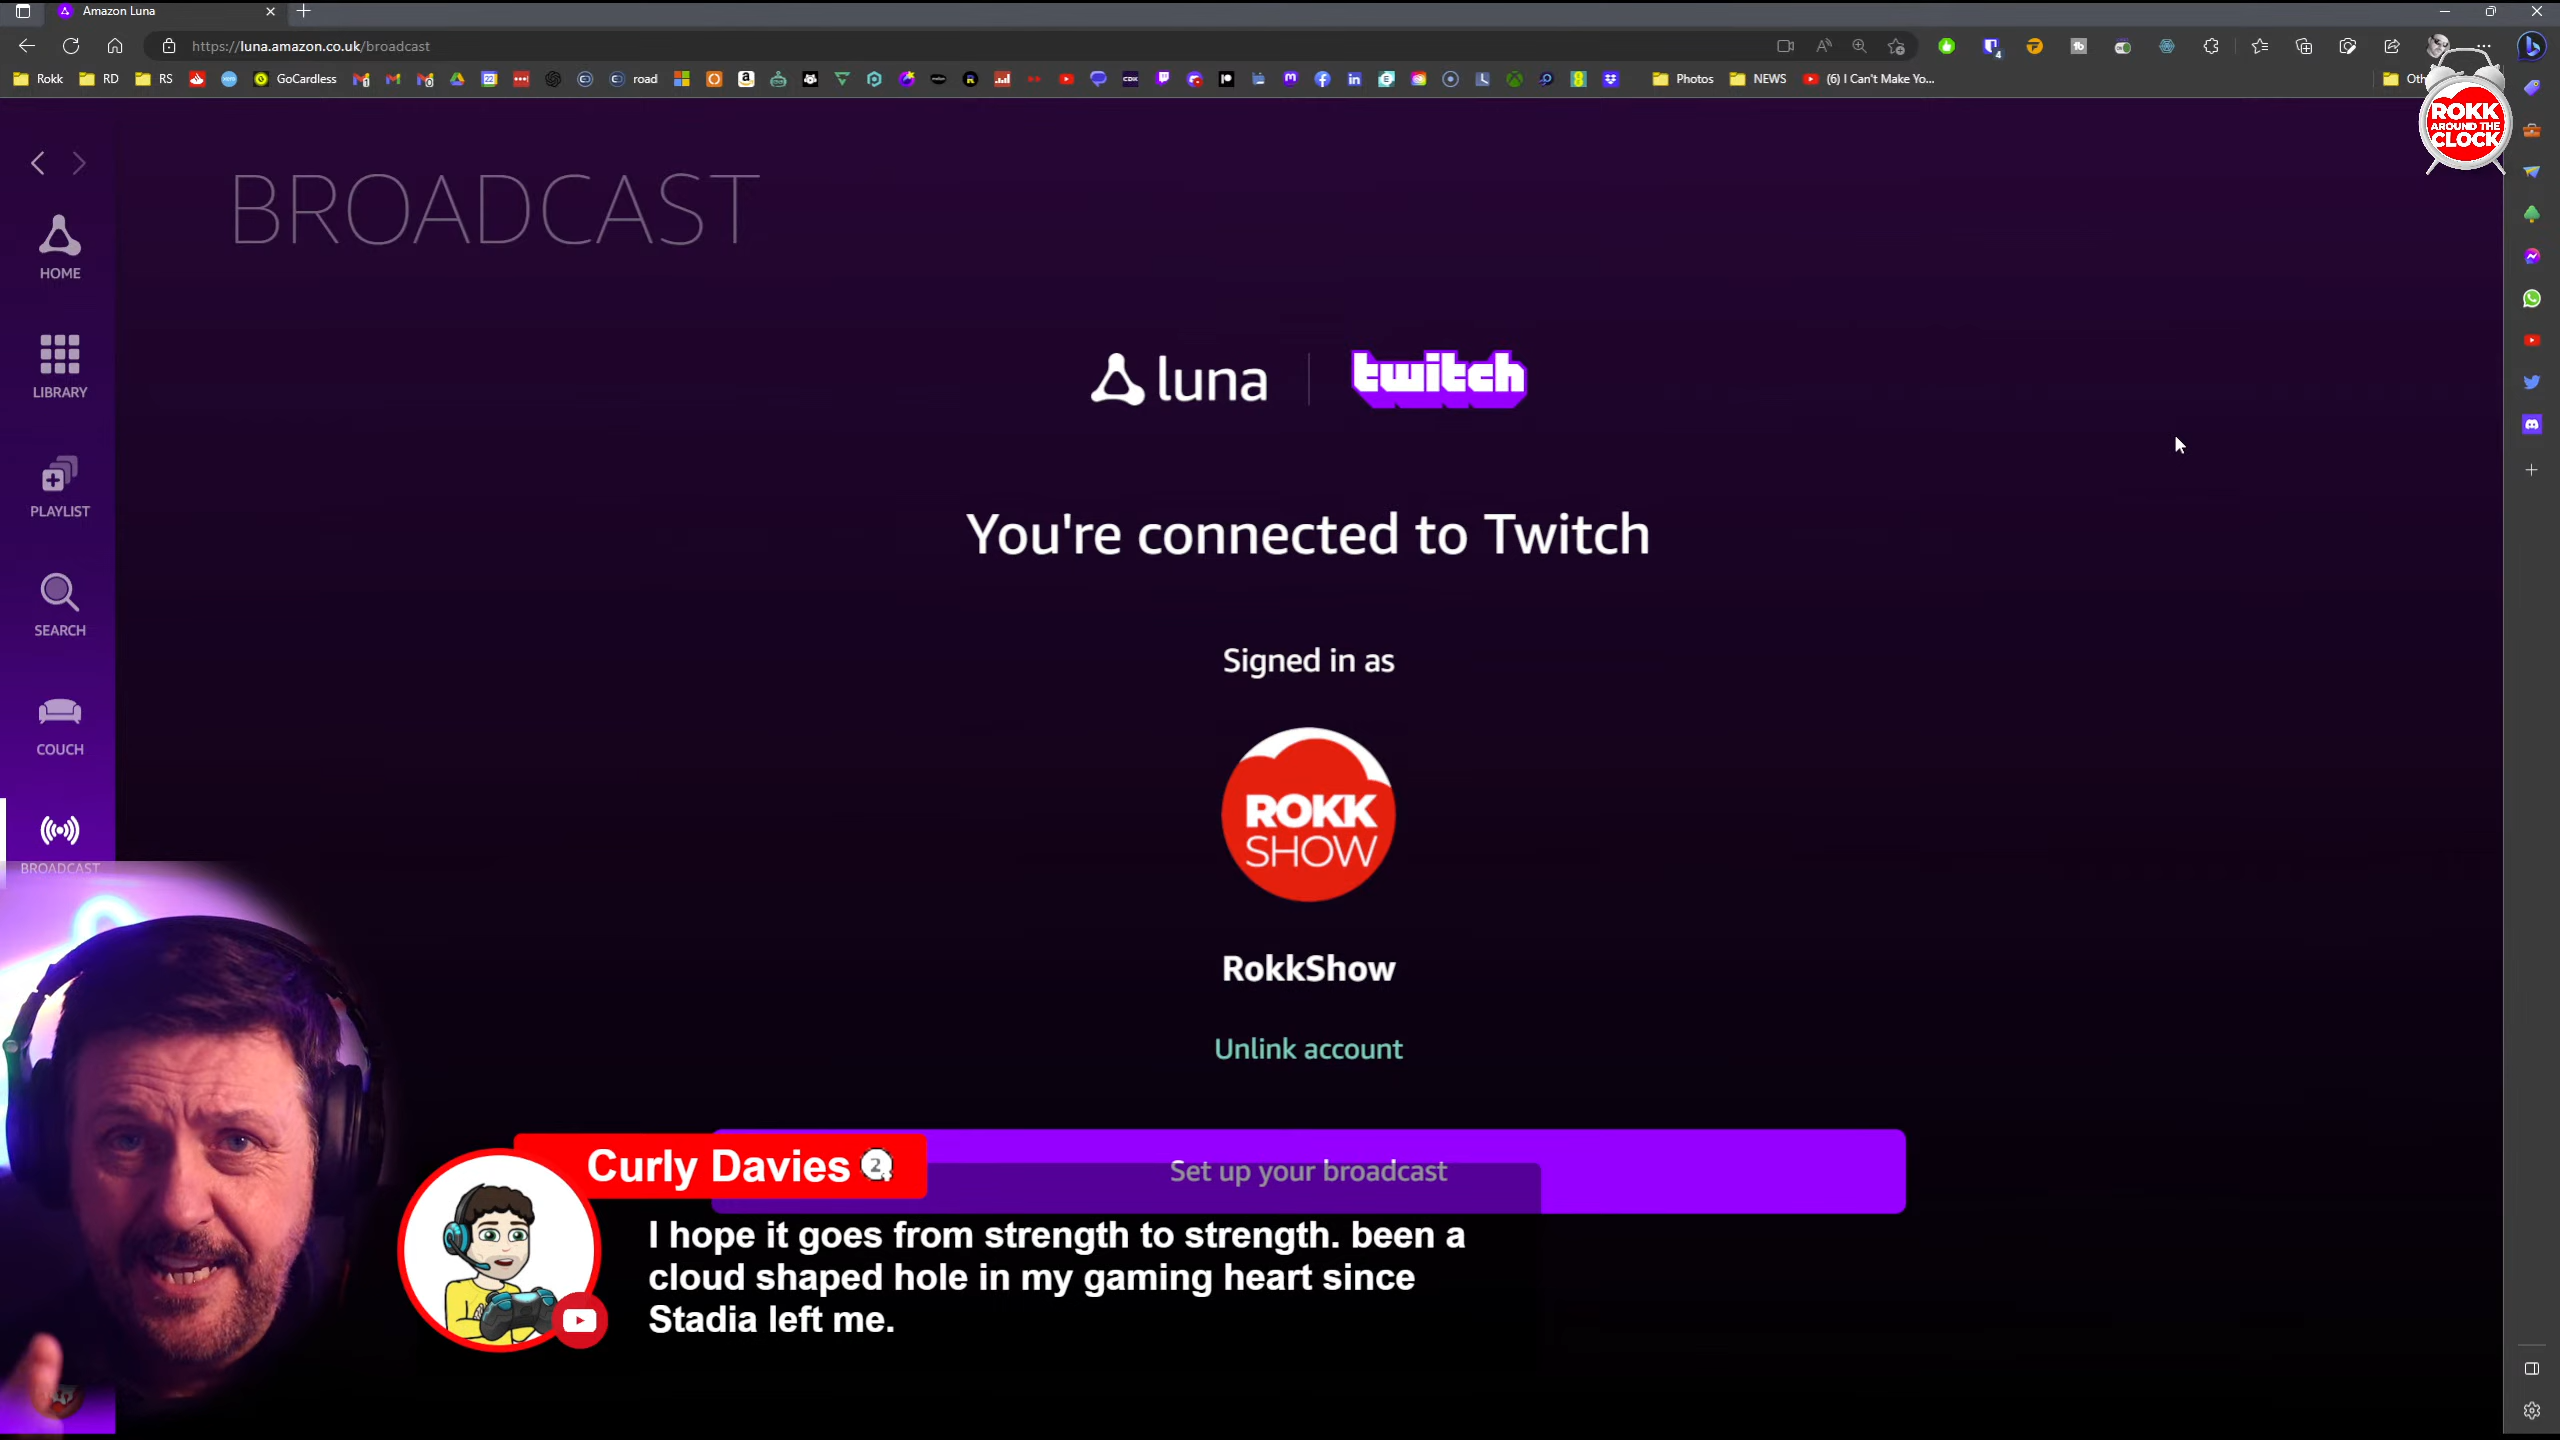 Amazon Luna
https://luna.amazon.co.uk/broadcast
Rokk RD RS GoCardless road Photos NEWS (6) I Can't Make Yo...
ROKK
AROUND THE
CLOCK
BROADCAST
HOME
LIBRARY
PLAYLIST
SEARCH
COUCH
BROADCAST
luna
twitch
You're connected to Twitch
Signed in as
ROKK
SHOW
RokkShow
Unlink account
Set up your broadcast
Curly Davies 2
I hope it goes from strength to strength. been a
cloud shaped hole in my gaming heart since
Stadia left me.